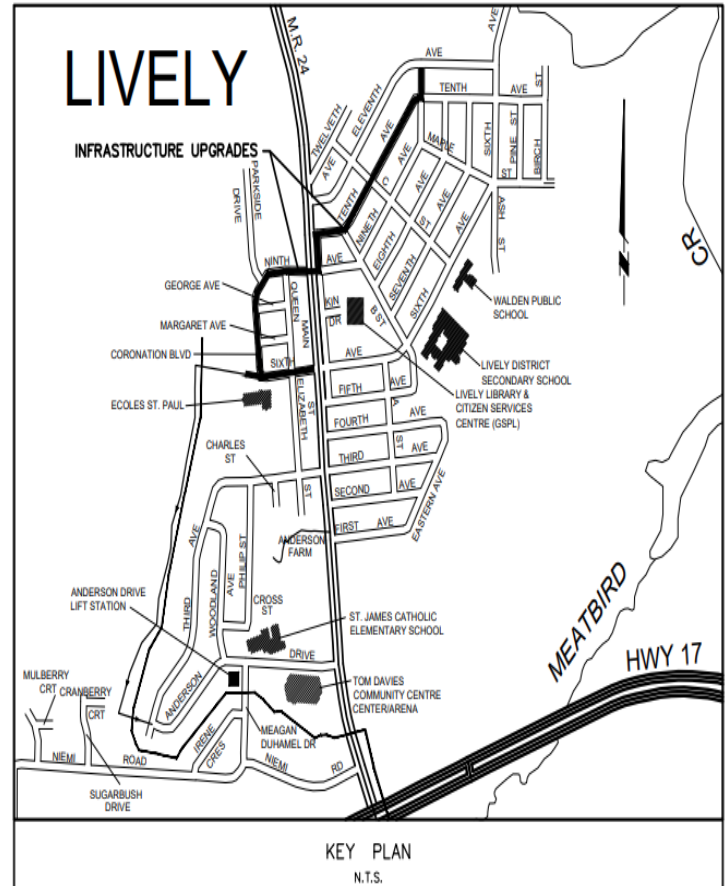 LIVELY
M.R. 24
AVE
AVE
TENTH
AVE
ST
ELEVENTH
TWELVETH
AVE
AVE
MAPLE
SIXTH
PINE ST
BIRCH
ST
INFRASTRUCTURE UPGRADES
PARKSIDE
DRIVE
TENTH
NINETH
AVE
C
ST
AVE
AVE
AVE
ASH ST
CR
NINTH
AVE
EIGHTH
SEVENTH
SIXTH
GEORGE AVE
QUEEN
MAIN
KIN
DR
B ST
WALDEN PUBLIC
SCHOOL
MARGARET AVE
CORONATION BLVD
SIXTH
AVE
LIVELY DISTRICT
SECONDARY SCHOOL
ECOLES ST. PAUL
ELIZABETH
ST
FIFTH
AVE
A
ST
LIVELY LIBRARY &
CITIZEN SERVICES
CENTRE (GSPL)
FOURTH
AVE
CHARLES
ST
THIRD
AVE
ST
SECOND
AVE
EASTERN AVE
FIRST
AVE
ANDERSON
FARM
THIRD
AVE
WOODLAND
AVE
PHILIP ST
ANDERSON DRIVE
LIFT STATION
CROSS
ST
ST. JAMES CATHOLIC
ELEMENTARY SCHOOL
DRIVE
MEATBIRD
HWY 17
MULBERRY
CRT
CRANBERRY
CRT
ANDERSON
TOM DAVIES
COMMUNITY CENTRE
CENTER/ARENA
MEAGAN
DUHAMEL DR
IRENE
CRES
NIEMI
ROAD
NIEMI
RD
SUGARBUSH
DRIVE
KEY PLAN
N.T.S.